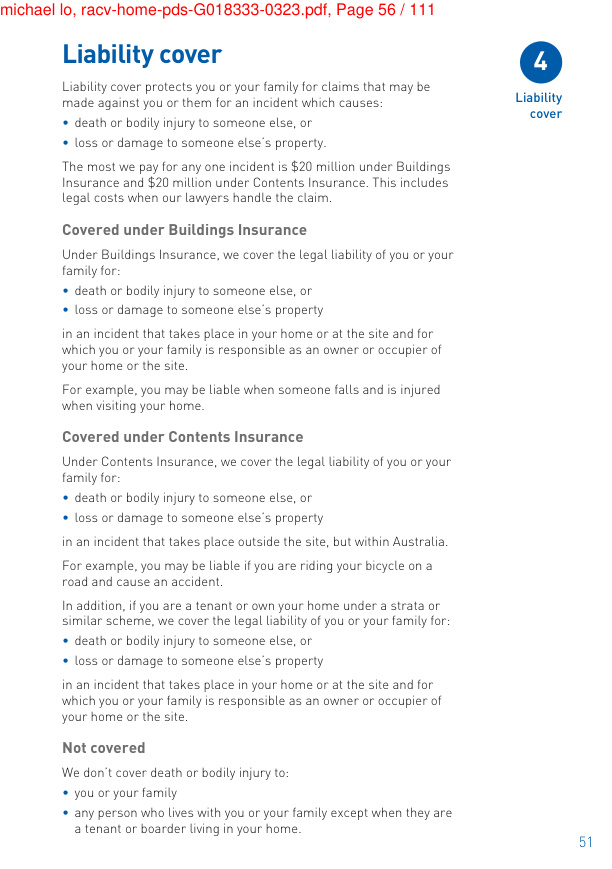 michael lo, racv-home-pds-G018333-0323.pdf, Page 56 / 111
Liability cover
4
Liability
cover
Liability cover protects you or your family for claims that may be
made against you or them for an incident which causes:
• death or bodily injury to someone else, or
• loss or damage to someone else's property.
The most we pay for any one incident is $20 million under Buildings
Insurance and $20 million under Contents Insurance. This includes
legal costs when our lawyers handle the claim.
Covered under Buildings Insurance
Under Buildings Insurance, we cover the legal liability of you or your
family for:
• death or bodily injury to someone else, or
• loss or damage to someone else's property
in an incident that takes place in your home or at the site and for
which you or your family is responsible as an owner or occupier of
your home or the site.
For example, you may be liable when someone falls and is injured
when visiting your home.
Covered under Contents Insurance
Under Contents Insurance, we cover the legal liability of you or your
family for:
• death or bodily injury to someone else, or
• loss or damage to someone else's property
in an incident that takes place outside the site, but within Australia.
For example, you may be liable if you are riding your bicycle on a
road and cause an accident.
In addition, if you are a tenant or own your home under a strata or
similar scheme, we cover the legal liability of you or your family for:
• death or bodily injury to someone else, or
• loss or damage to someone else's property
in an incident that takes place in your home or at the site and for
which you or your family is responsible as an owner or occupier of
your home or the site.
Not covered
We don't cover death or bodily injury to:
• you or your family
• any person who lives with you or your family except when they are
a tenant or boarder living in your home.
51